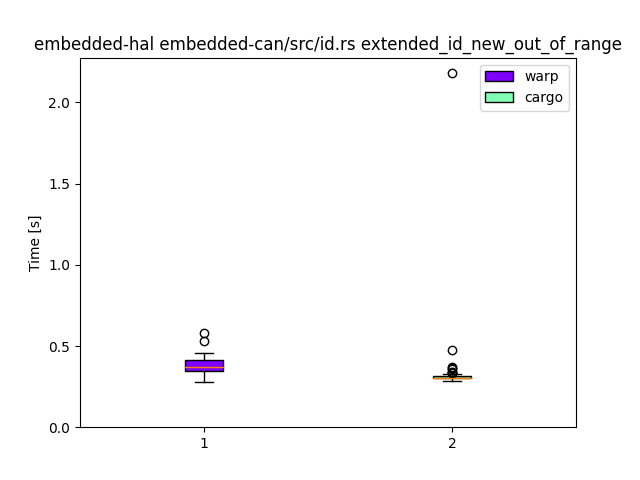 embedded-hal embedded-can/src/id.rs extended_id_new_out_of_range
warp
cargo
Time [s]
2.0
1.5
1.0
0.5
0.0
1 2